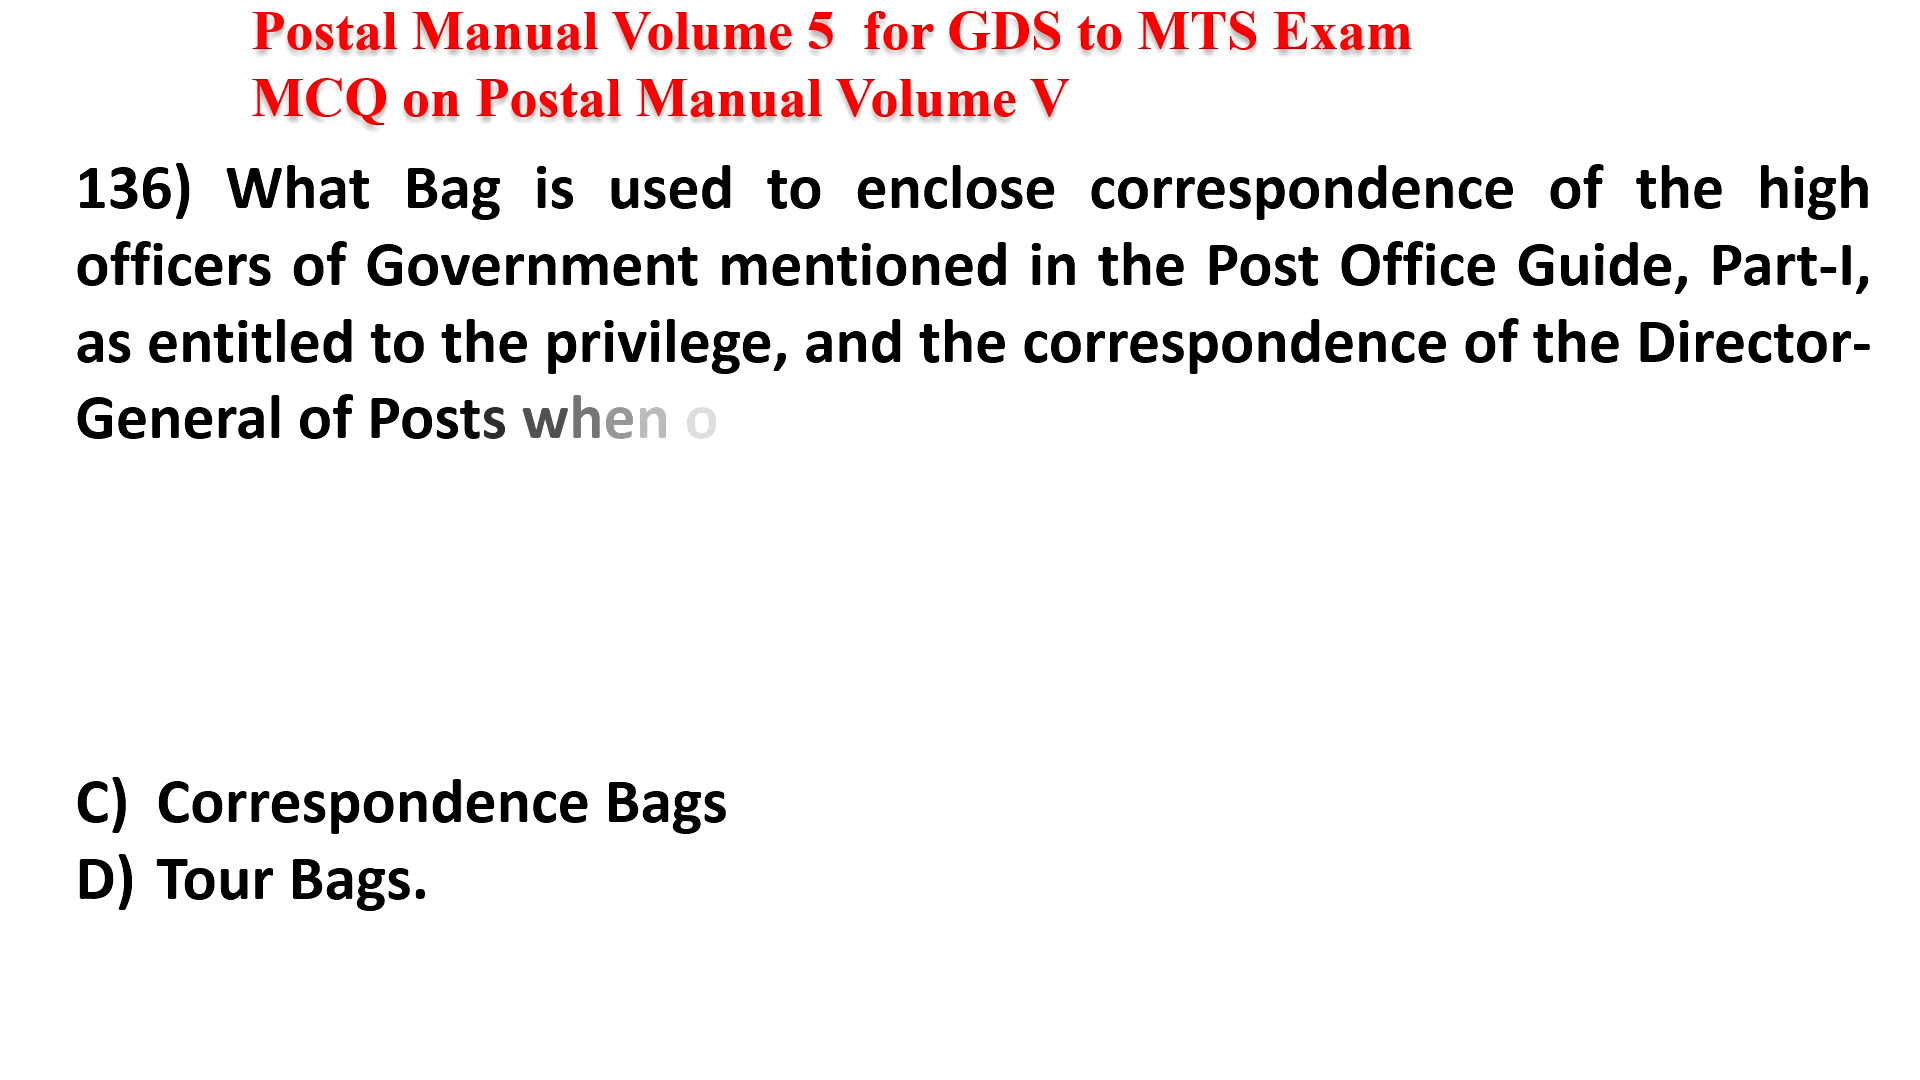 Postal Manual Volume 5 for GDS to MTS Exam
MCQ on Postal Manual Volume V
136) What Bag is used to enclose correspondence of the high
officers of Government mentioned in the Post Office Guide, Part-I,
as entitled to the privilege, and the correspondence of the Director-
General of Posts when o
C) Correspondence Bags
D) Tour Bags.